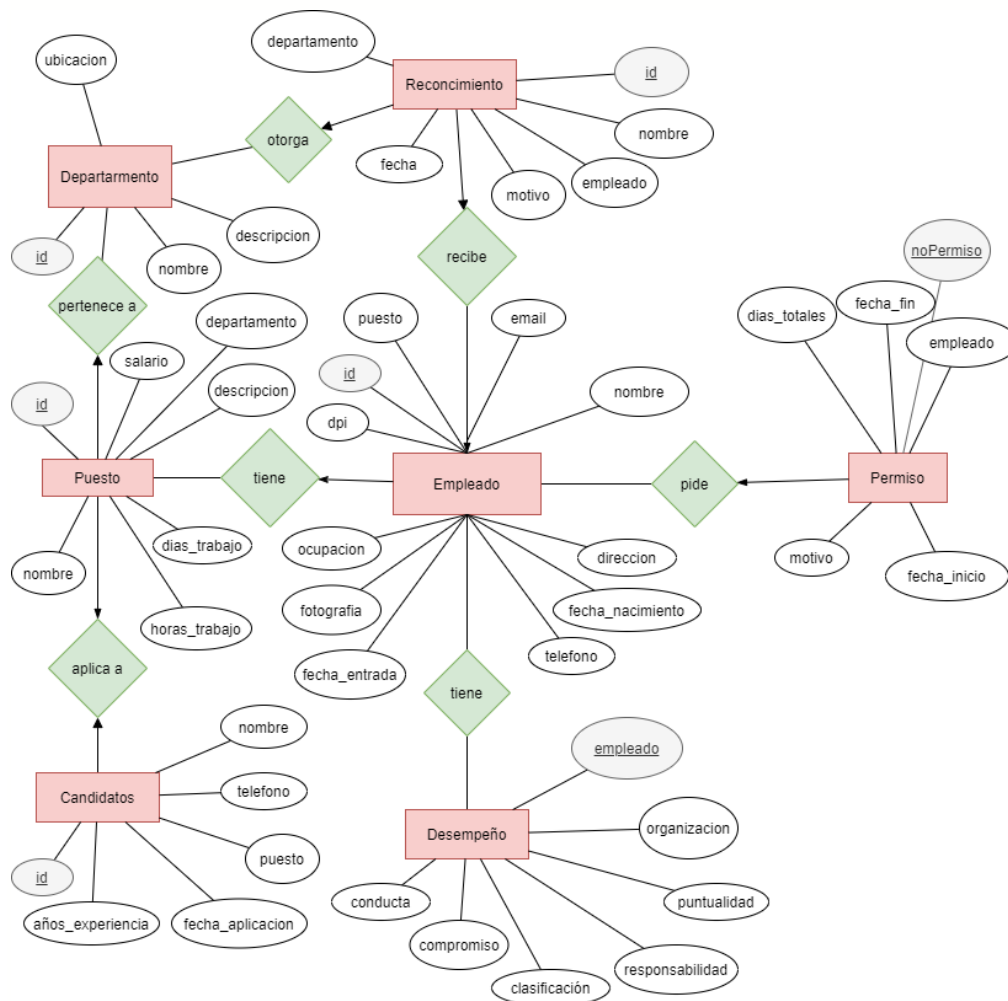 departamento
ubicacion
Reconcimiento
id
otorga
nombre
fecha
Departarmento
empleado
motivo
descripcion
id
nombre
recibe
noPermiso
pertenece a
departamento
puesto
email
dias_totales
fecha_fin
empleado
salario
descripcion
id
id
nombre
dpi
Puesto
tiene
Empleado
pide
Permiso
dias_trabajo
ocupacion
direccion
motivo
nombre
fecha_inicio
fotografia
fecha_nacimiento
horas_trabajo
telefono
aplica a
fecha_entrada
tiene
nombre
empleado
Candidatos
telefono
organizacion
Desempeño
puesto
id
conducta
puntualidad
años_experiencia
fecha_aplicacion
compromiso
responsabilidad
clasificación